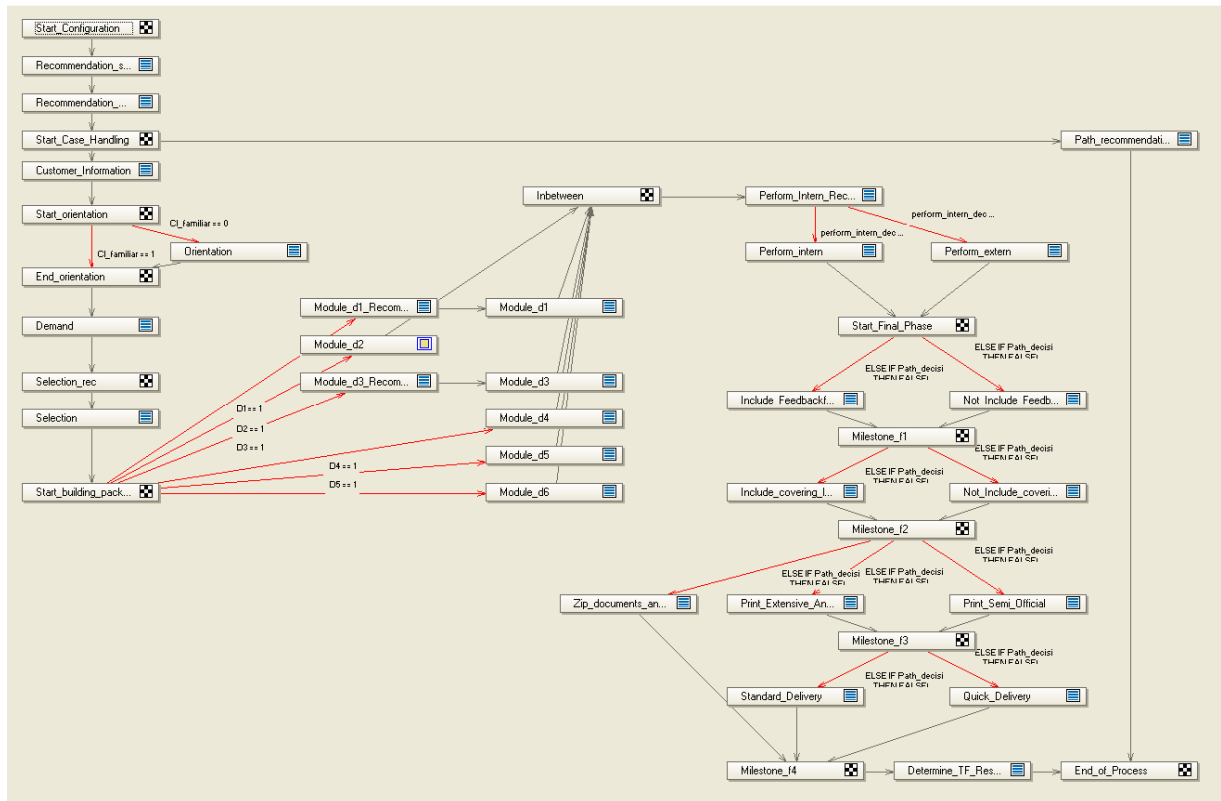 Start_Configuration
Recommendation_s...
Recommendation_...
Start_Case_Handling
Path_recommendati...
Customer_Information
Inbetween
Perform_Intern_Rec...
Start_orientation
CI_familiar == 0
perform_intern_dec ...
perform_intern_dec ...
CI_familiar == 1
Orientation
Perform_intern
Perform_extern
End_orientation
Module_d1_Recom...
Module_d1
Demand
Start_Final_Phase
Module_d2
ELSE IF Path_decisi
THEN FALSE(
ELSE IF Path_decisi
THEN FALSE(
Selection_rec
Module_d3_Recom...
Module_d3
Include_Feedbackf...
Not_Include_Feedb...
D1== 1
Selection
Module_d4
D2 == 1
Milestone_f1
D3 == 1
ELSE IF Path_decisi
THEN FALSE(
Module_d5
D4 == 1
ELSE IF Path_decisi
THEN FALSE(
D5 == 1
Start_building_pack...
Module_d6
Include_covering_l...
Not_Include_coveri...
Milestone_f2
ELSE IF Path_decisi
THEN FALSE(
ELSE IF Path_decisi
THEN FALSE(
ELSE IF Path_decisi
THEN FALSE(
Zip_documents_an...
Print_Extensive_An...
Print_Semi_Official
Milestone_f3
ELSE IF Path_decisi
THEN FALSE(
ELSE IF Path_decisi
THEN FALSE(
Standard_Delivery
Quick_Delivery
Milestone_f4
Determine_TF_Res...
End_of_Process